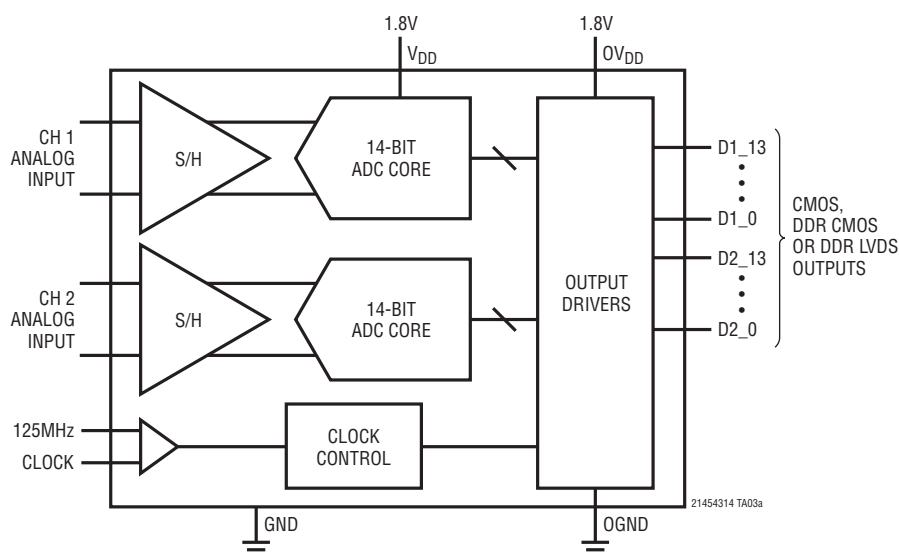 1.8V
1.8V
VDD
OVDD
CH 1
ANALOG
INPUT
S/H
14-BIT
ADC CORE
D1_13
D1_0
CMOS,
DDR CMOS
OR DDR LVDS
OUTPUTS
D2_13
D2_0
OUTPUT
DRIVERS
CH 2
ANALOG
INPUT
S/H
14-BIT
ADC CORE
125MHz
CLOCK
CLOCK
CONTROL
21454314 TA03a
GND
OGND